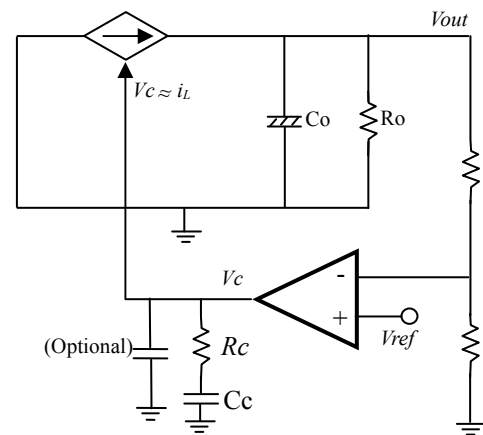 Vout
Vc ≈ iL
Co
Ro
Vc
-
+
Vref
(Optional)
Rc
Cc